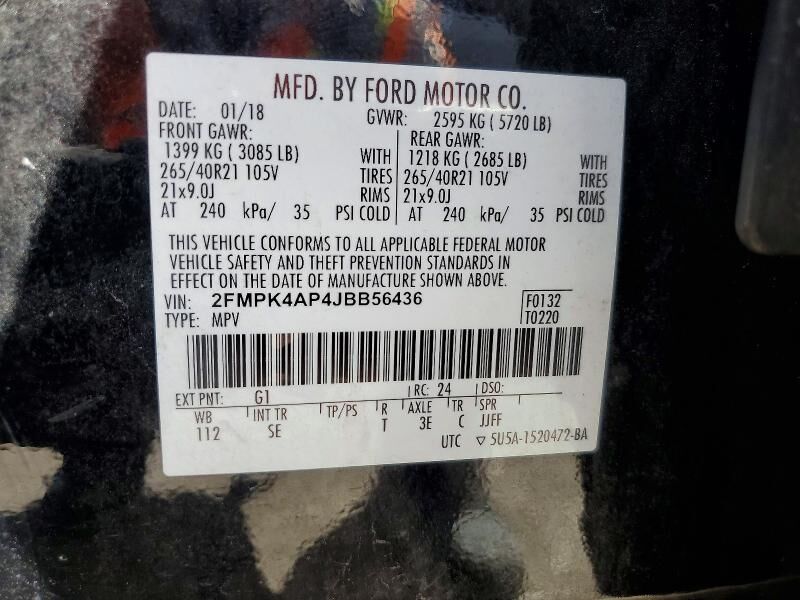 MFD. BY FORD MOTOR CO.
DATE: 01/18 GVWR: 2595 KG ( 5720 LB)
FRONT GAWR: REAR GAWR:
1399 KG ( 3085 LB) WITH 1218 KG ( 2685 LB) WITH
265/40R21 105V TIRES 265/40R21 105V TIRES
21x9.0J RIMS 21x9.0J RIMS
AT 240 kPa/ 35 PSI COLD AT 240 kPa/ 35 PSI COLD
THIS VEHICLE CONFORMS TO ALL APPLICABLE FEDERAL MOTOR
VEHICLE SAFETY AND THEFT PREVENTION STANDARDS IN
EFFECT ON THE DATE OF MANUFACTURE SHOWN ABOVE.
VIN: 2FMPK4AP4JBB56436 F0132
TYPE: MPV T0220
EXT PNT: G1 RC: 24 DSO:
WB INT TR TP/PS R AXLE TR SPR
112 SE T 3E C JJFF
UTC ▽ 5U5A-1520472-BA